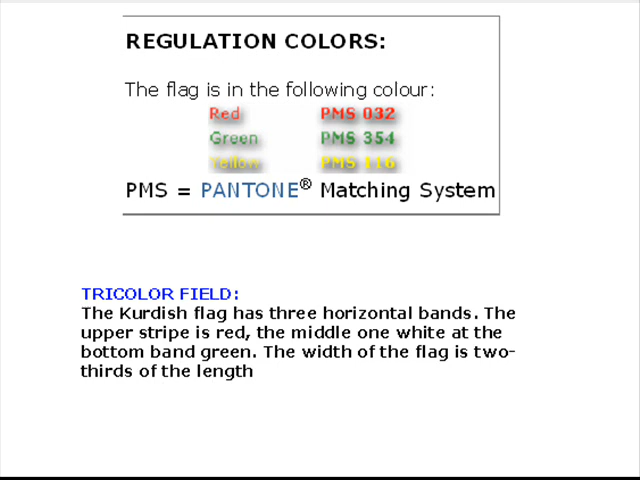 REGULATION COLORS:
The flag is in the following colour:
Red PMS 032
Green PMS 354
Yellow PMS 116
PMS = PANTONE® Matching System
TRICOLOR FIELD:
The Kurdish flag has three horizontal bands. The
upper stripe is red, the middle one white at the
bottom band green. The width of the flag is two-
thirds of the length